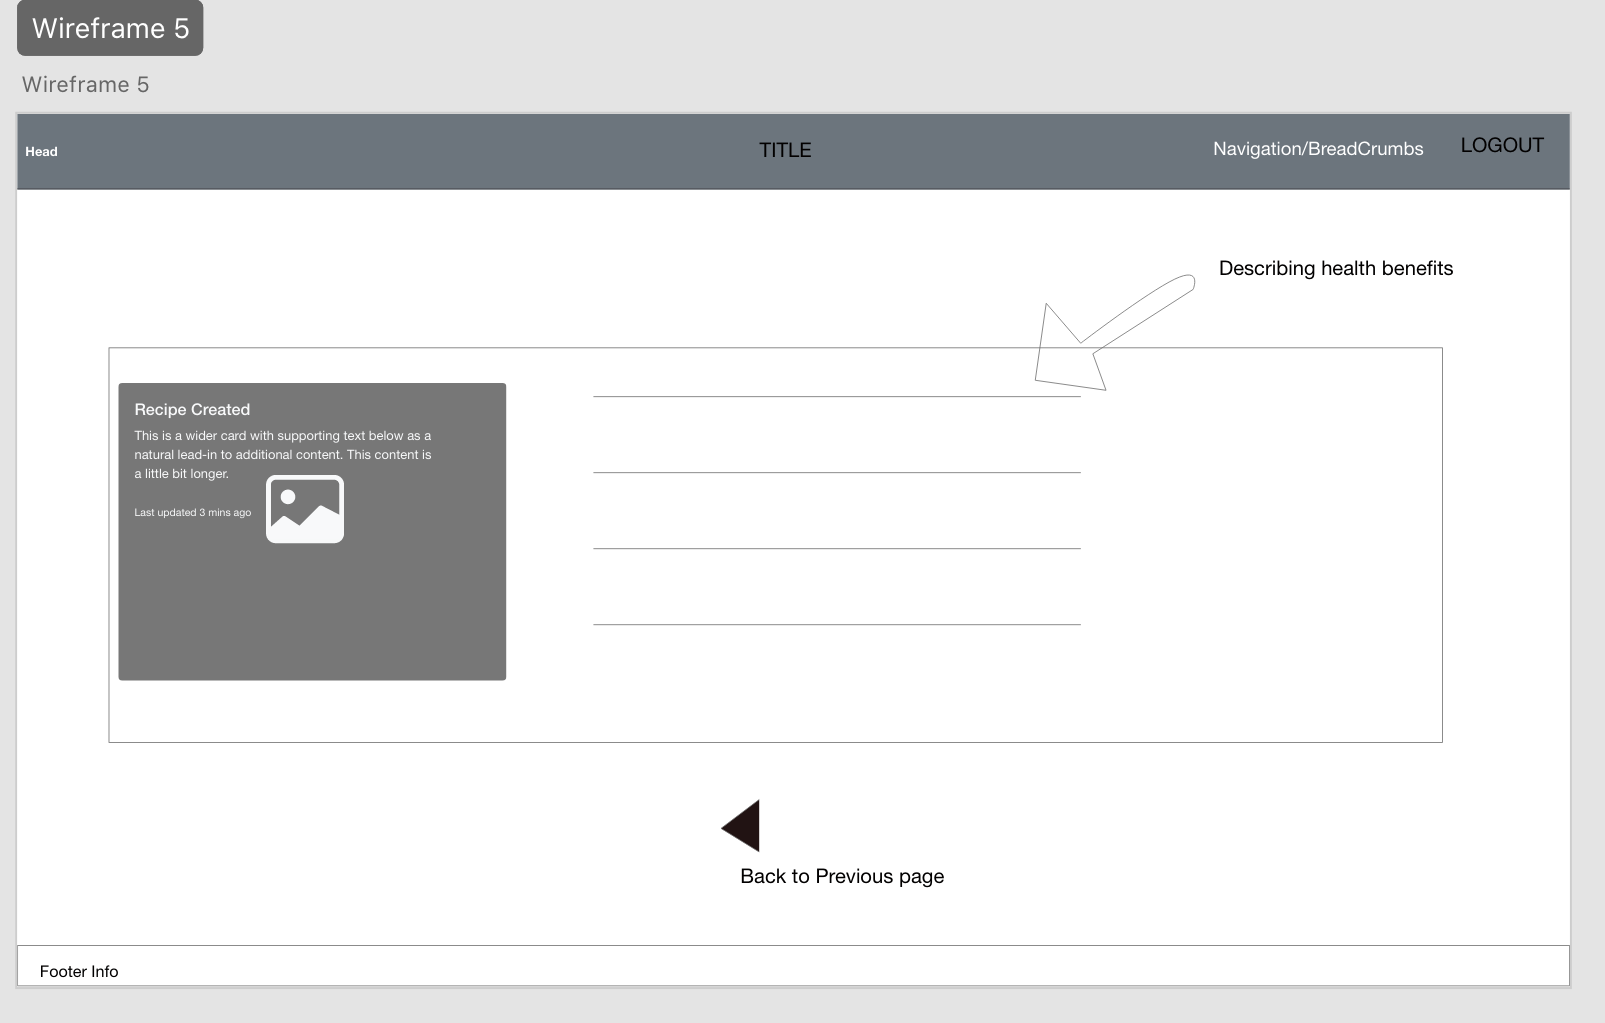 Wireframe 5
Wireframe 5
Head
TITLE
Navigation/BreadCrumbs
LOGOUT
Describing health benefits
Recipe Created
This is a wider card with supporting text below as a
natural lead-in to additional content. This content is
a little bit longer.
Last updated 3 mins ago
Back to Previous page
Footer Info